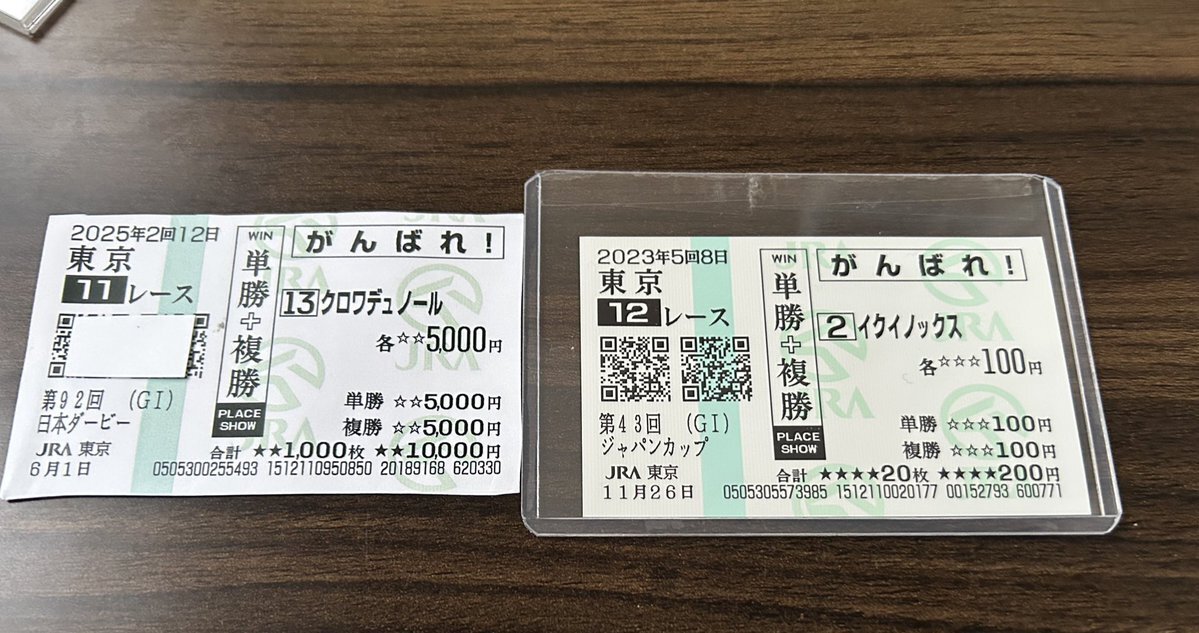 2025年2回12日
東京
11レース
第92回 (GI)
日本ダービー
JRA 東京
6月1日
WIN
単勝+複勝
PLACE
SHOW
がんばれ!
13クロワデュノール
各☆☆5,000円
単勝 ☆☆5,000円
複勝 ☆☆5,000円
合計 ★★1,000枚 ★★10,000円
0505300255493 1512110950850 20189168 620330
2023年5回8日
東京
12レース
第43回 (GI)
ジャパンカップ
JRA 東京
11月26日
WIN
単勝+複勝
PLACE
SHOW
がんばれ!
2イクイノックス
各☆☆☆100円
単勝 ☆☆☆100円
複勝 ☆☆☆100円
合計 ★★★★20枚 ★★★★200円
0505305573985 1512110020177 00152793 600771